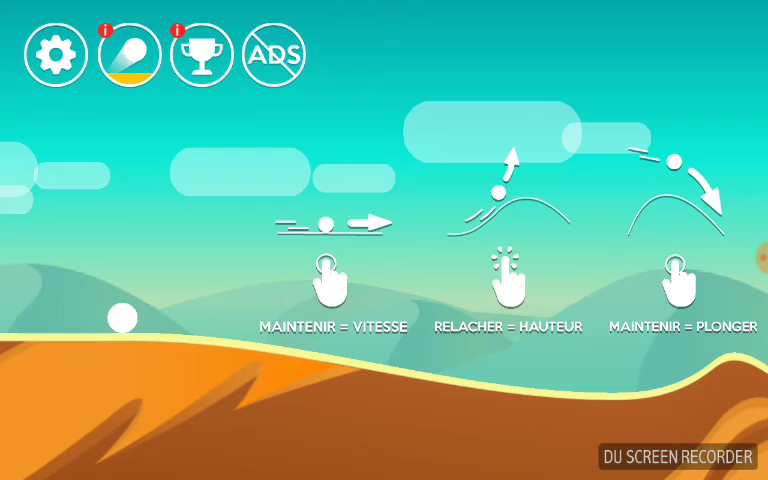 ADS
MAINTENIR = VITESSE
RELACHER = HAUTEUR
MAINTENIR = PLONGER
DU SCREEN RECORDER